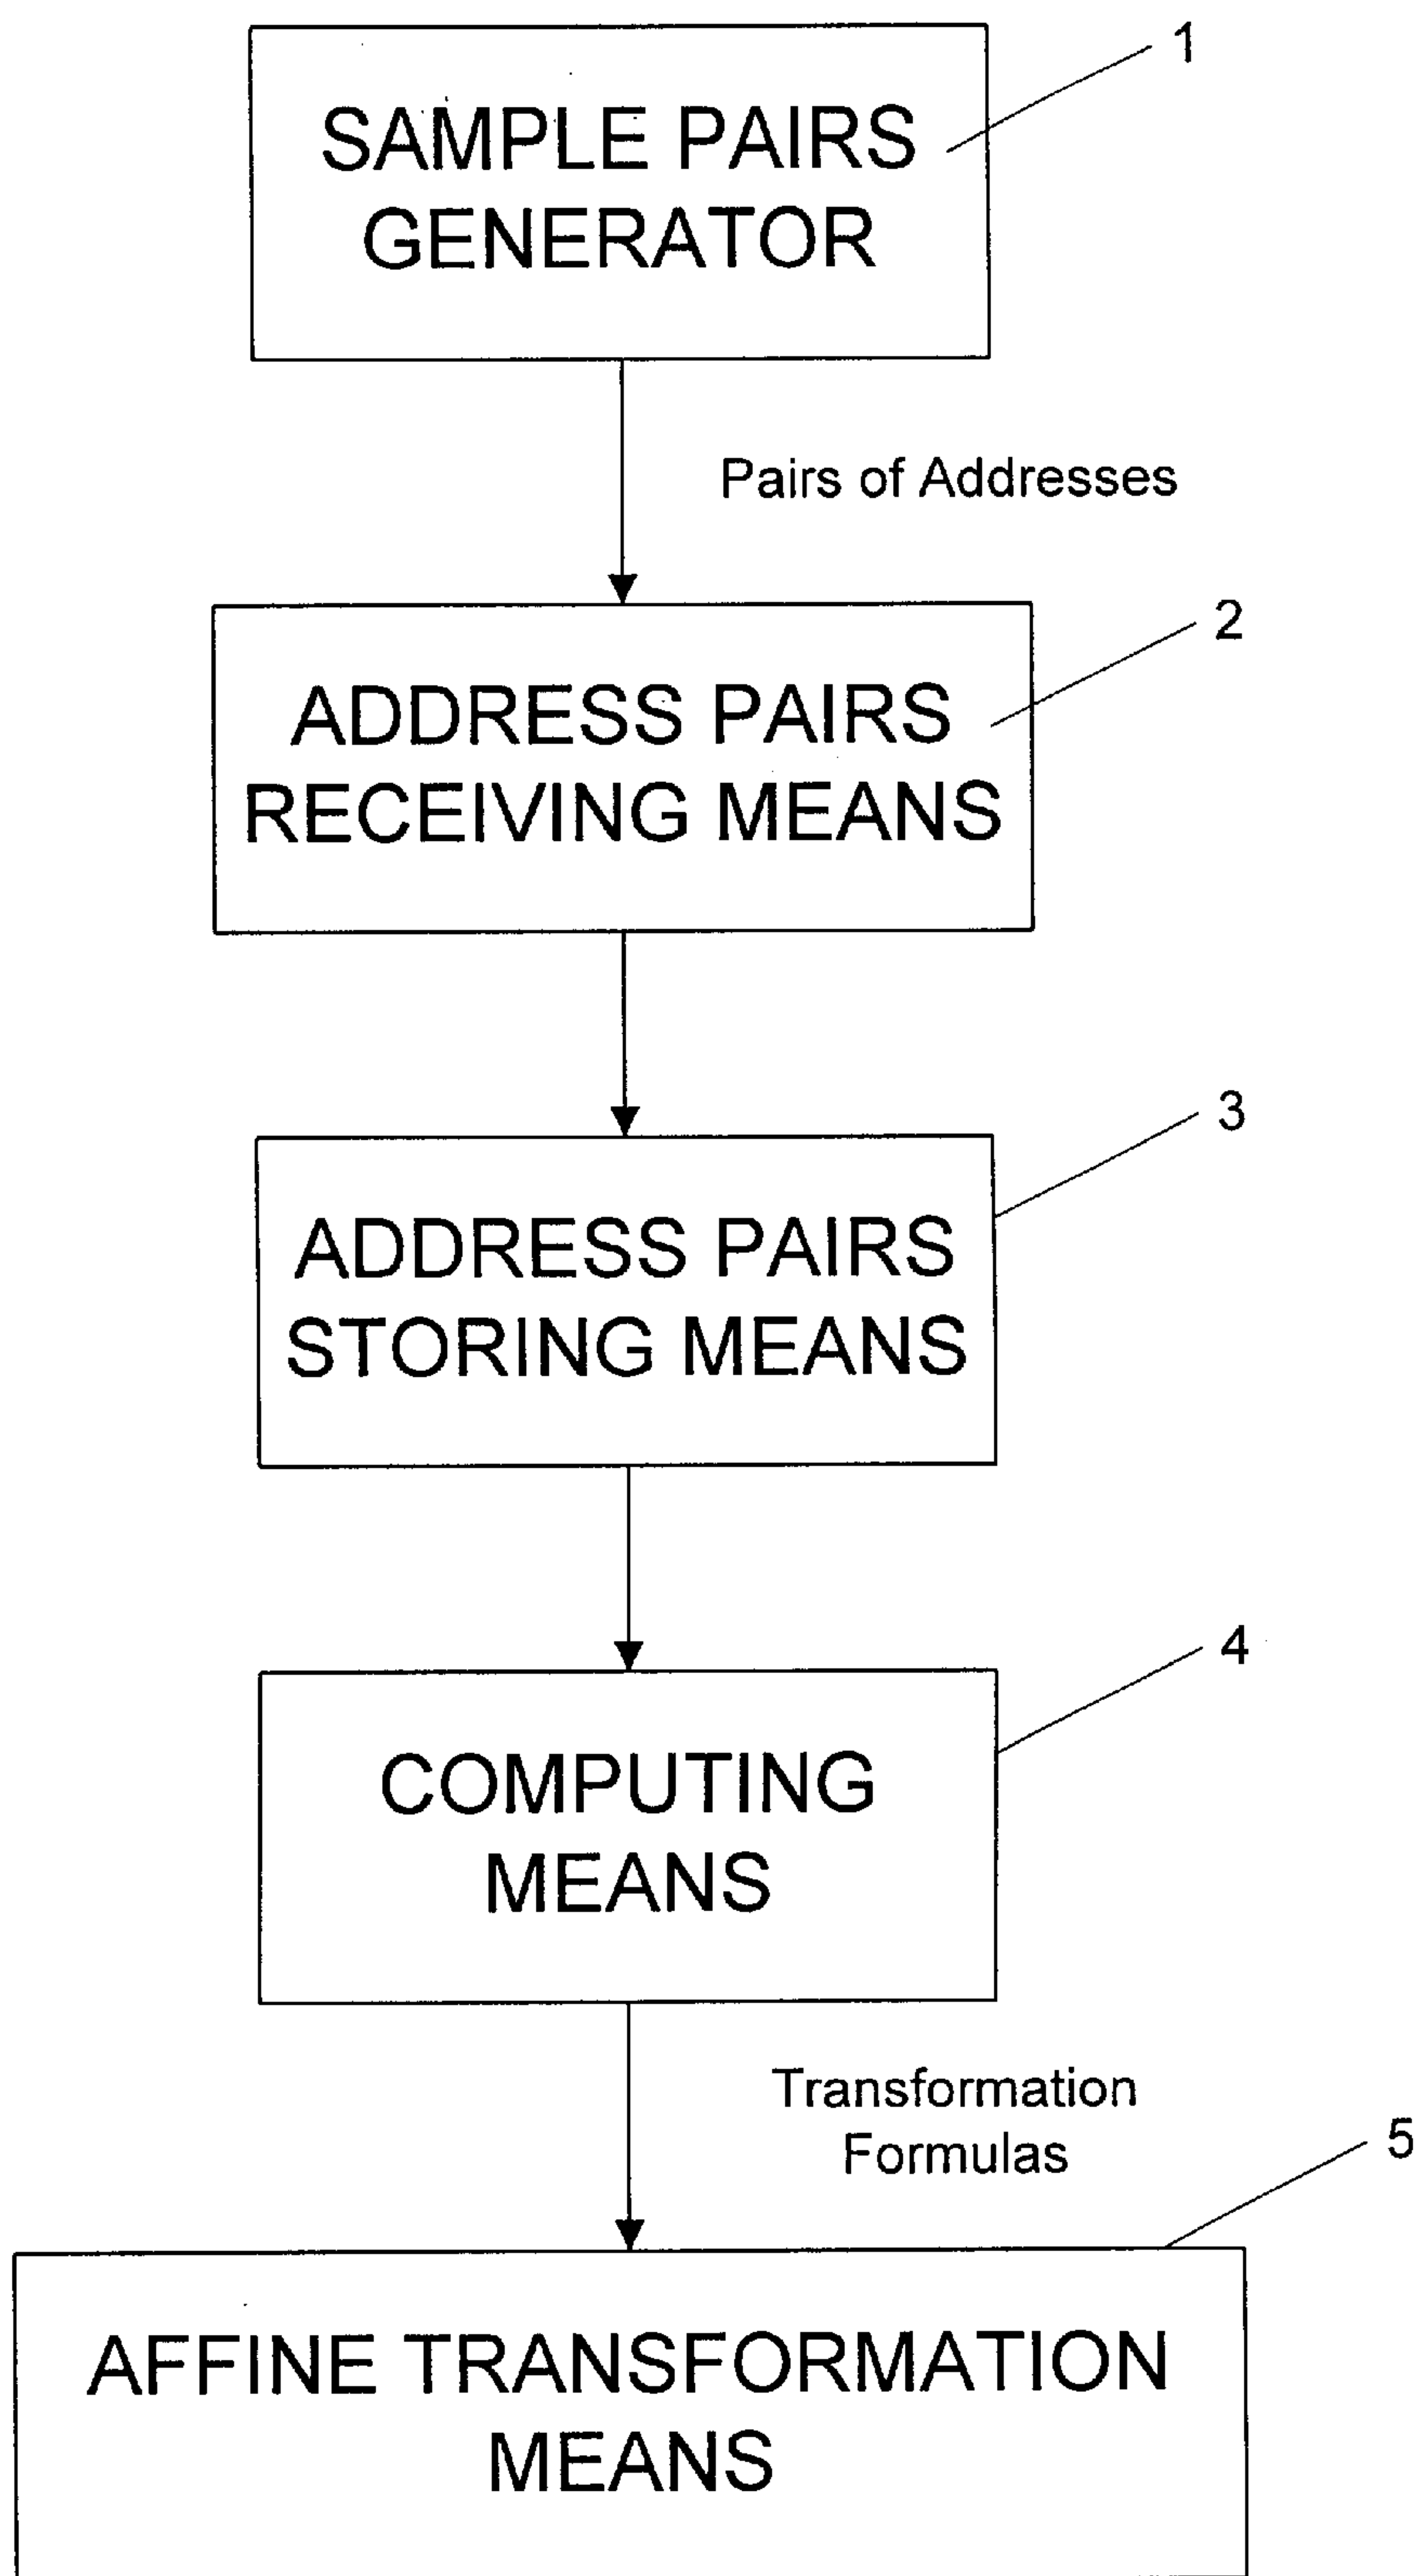 1
SAMPLE PAIRS
GENERATOR
Pairs of Addresses
2
ADDRESS PAIRS
RECEIVING MEANS
3
ADDRESS PAIRS
STORING MEANS
4
COMPUTING
MEANS
Transformation
Formulas
5
AFFINE TRANSFORMATION
MEANS